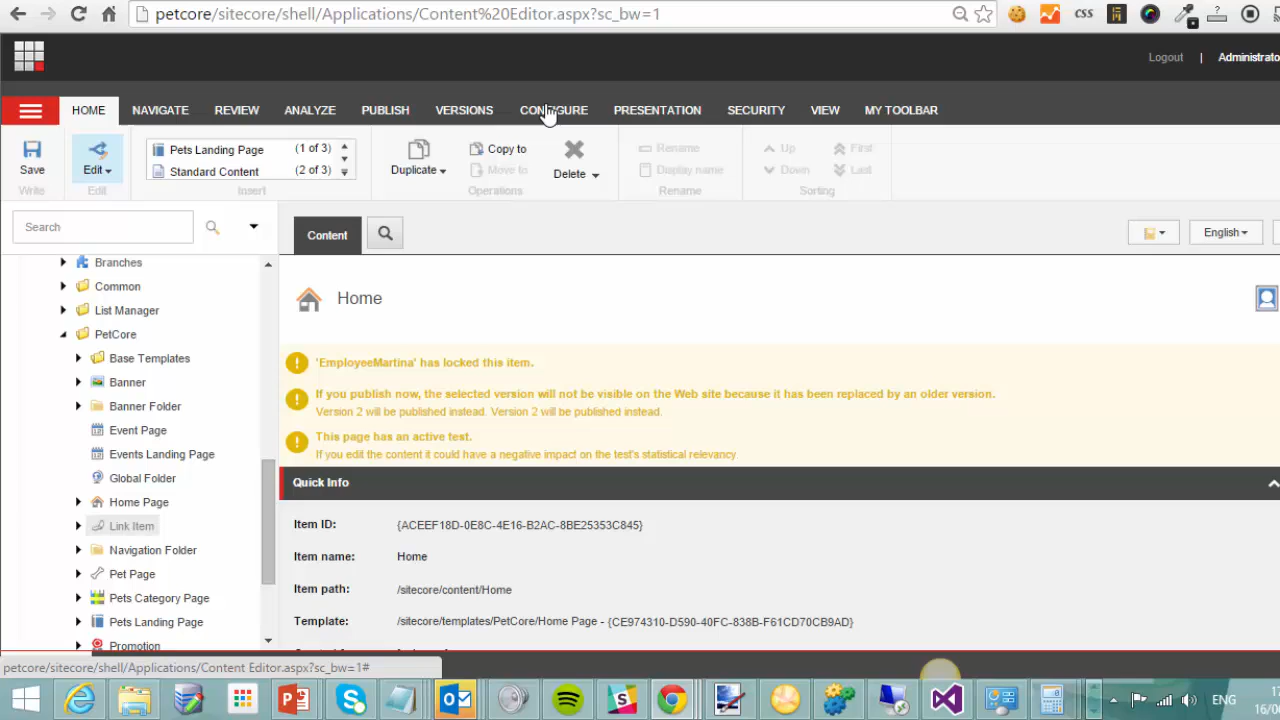 petcore/sitecore/shell/Applications/Content%20Editor.aspx?sc_bw=1
css
Logout | Administrato
HOME NAVIGATE REVIEW ANALYZE PUBLISH VERSIONS CONFIGURE PRESENTATION SECURITY VIEW MY TOOLBAR
Pets Landing Page (1 of 3)
Standard Content (2 of 3)
Save
Write
Edit
Edit
Insert
Duplicate
Copy to
Move to
Delete
Operations
Rename
Display name
Rename
Up First
Down Last
Sorting
Search
Content
English
Branches
Common
List Manager
PetCore
Base Templates
Banner
Banner Folder
Event Page
Events Landing Page
Global Folder
Home Page
Link Item
Navigation Folder
Pet Page
Pets Category Page
Pets Landing Page
Promotion
Home
'EmployeeMartina' has locked this item.
If you publish now, the selected version will not be visible on the Web site because it has been replaced by an older version.
Version 2 will be published instead. Version 2 will be published instead.
This page has an active test.
If you edit the content it could have a negative impact on the test's statistical relevancy
Quick Info
Item ID: {ACEEF18D-0E8C-4E16-B2AC-8BE25353C845}
Item name: Home
Item path: /sitecore/content/Home
Template: /sitecore/templates/PetCore/Home Page - {CE974310-D590-40FC-838B-F61CD70CB9AD}
petcore/sitecore/shell/Applications/Content Editor.aspx?sc_bw=1#
ENG
17
16/0